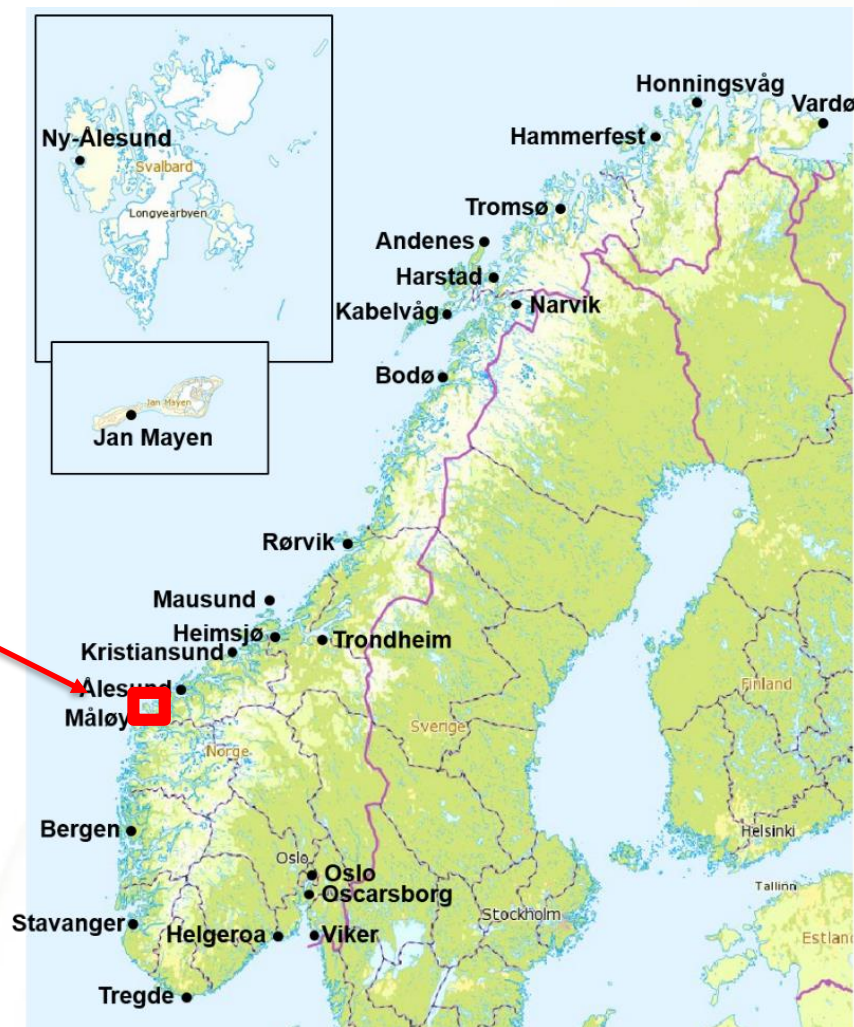 Honningsvåg
Vardø
Hammerfest
Ny-Ålesund
Svalbard
Longyearbyen
Tromsø
Andenes
Harstad
Kabelvåg
Narvik
Bodø
Jan Mayen
Jan Mayen
Rørvik
Mausund
Heimsjø
Trondheim
Kristiansund
Ålesund
Finland
Måløy
Sverige
Norge
Bergen
Helsinki
Oslo
Oslo
Oscarsborg
Tallinn
Stockholm
Stavanger
Helgeroa
Viker
Estland
Tregde